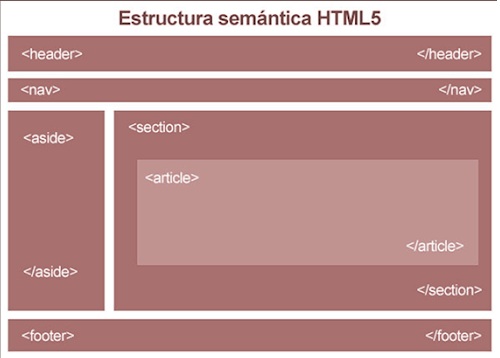 Estructura semántica HTML5
<header> </header>
<nav> </nav>
<aside>
</aside>
<section>
<article>
</article>
</section>
<footer> </footer>